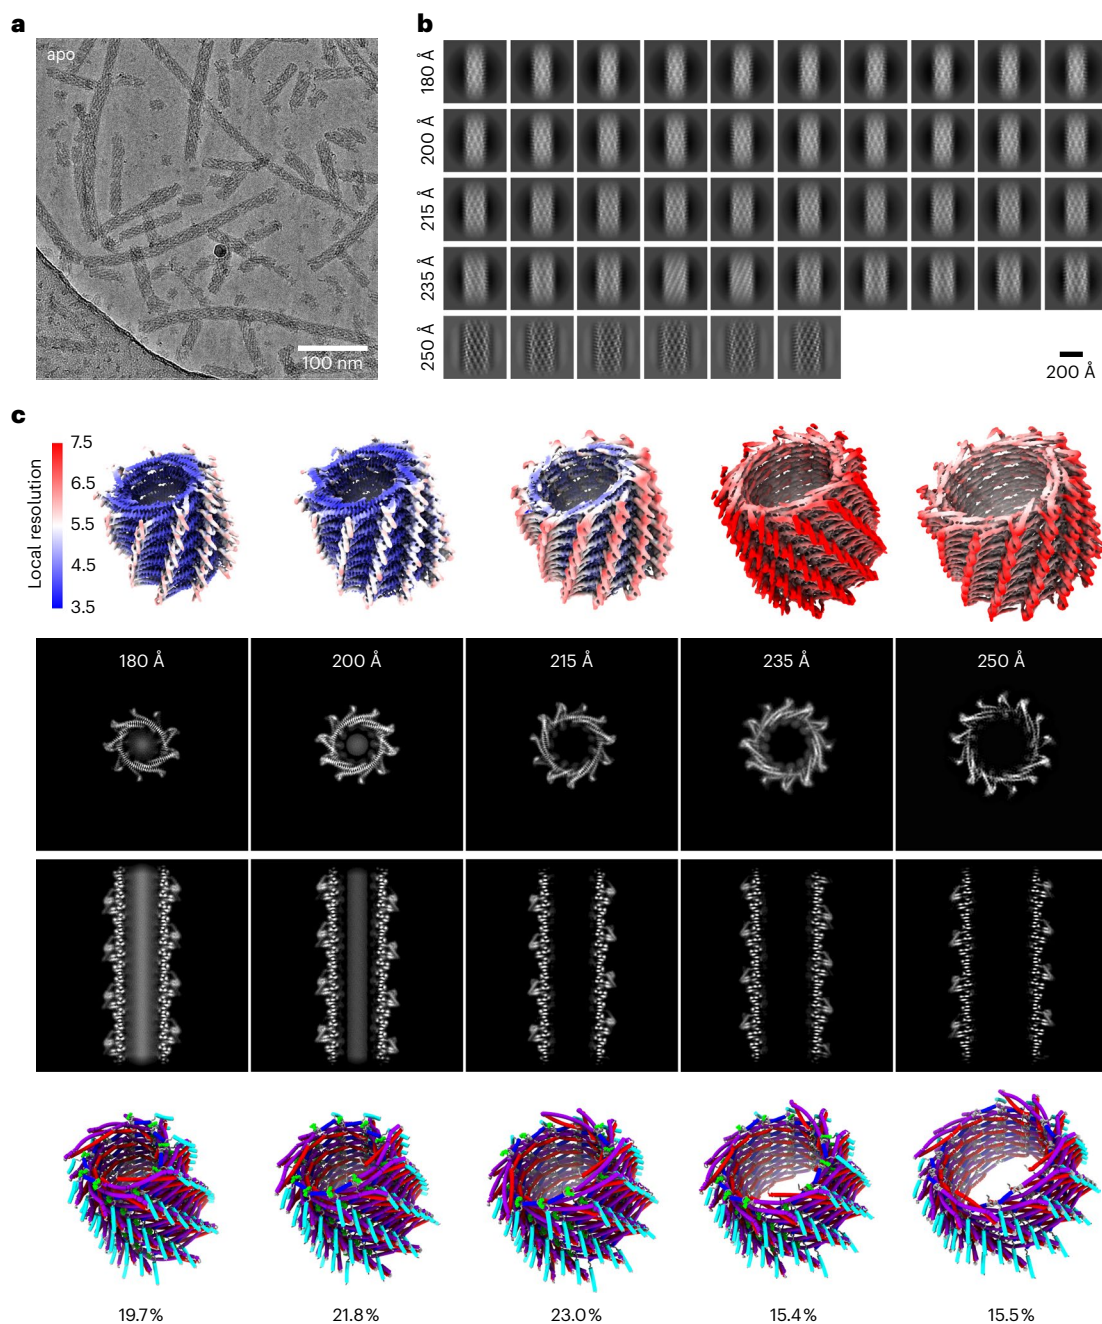 a
apo
100 nm
b
180 Å
200 Å
215 Å
235 Å
250 Å
200 Å
c
Local resolution
7.5
6.5
5.5
4.5
3.5
180 Å
200 Å
215 Å
235 Å
250 Å
19.7%
21.8%
23.0%
15.4%
15.5%